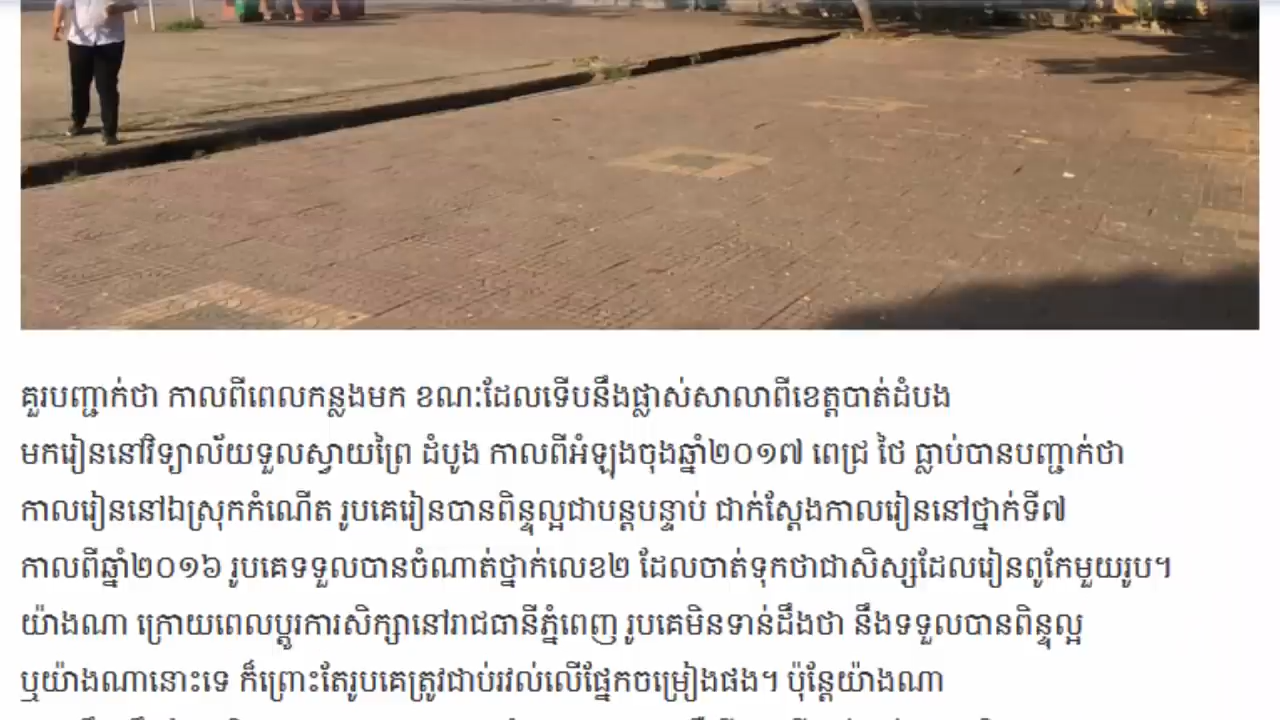 គួរបញ្ជាក់ថា កាលពីពេលកន្លងមក ខណៈដែលទើបនឹងផ្លាស់សាលាពីខេត្តបាត់ដំបង
មករៀននៅវិទ្យាល័យទួលស្វាយព្រៃ ដំបូង កាលពីអំឡុងចុងឆ្នាំ២០១៧ ពេជ្រ ថៃ ធ្លាប់បានបញ្ជាក់ថា
កាលរៀននៅឯស្រុកកំណើត រូបគេរៀនបានពិន្ទុល្អជាបន្តបន្ទាប់ ជាក់ស្ដែងកាលរៀននៅថ្នាក់ទី៧
កាលពីឆ្នាំ២០១៦ រូបគេទទួលបានចំណាត់ថ្នាក់លេខ២ ដែលចាត់ទុកថាជាសិស្សដែលរៀនពូកែមួយរូប។
យ៉ាងណា ក្រោយពេលប្ដូរការសិក្សានៅរាជធានីភ្នំពេញ រូបគេមិនទាន់ដឹងថា នឹងទទួលបានពិន្ទុល្អ
ឬយ៉ាងណានោះទេ ក៏ព្រោះតែរូបគេត្រូវជាប់រវល់លើផ្នែកចម្រៀងផង។ ប៉ុន្តែយ៉ាងណា